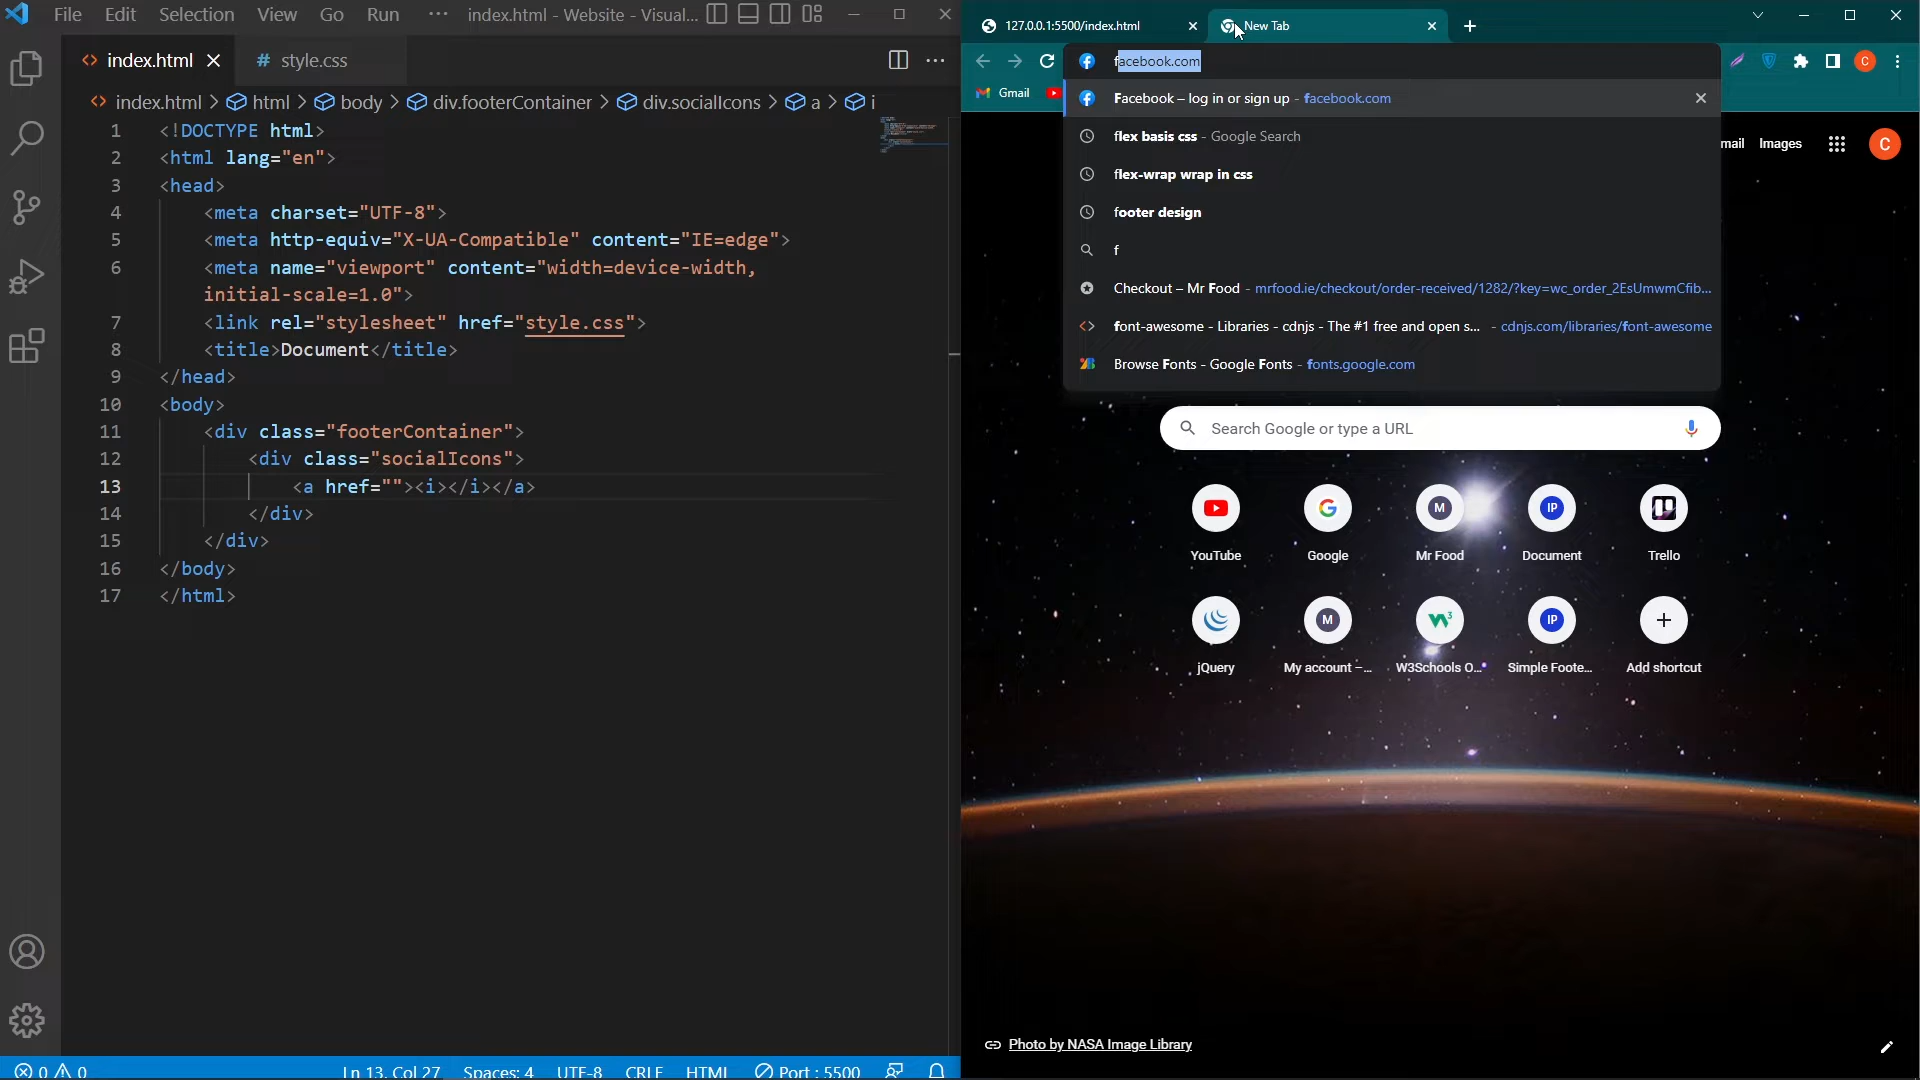 File Edit Selection View Go Run ··· index.html - Website - Visual...
index.html
# style.css
index.html > html > body > div.footerContainer > div.socialIcons > a > i
1 <!DOCTYPE html>
2 <html lang="en">
3 <head>
4 <meta charset="UTF-8">
5 <meta http-equiv="X-UA-Compatible" content="IE=edge">
6 <meta name="viewport" content="width=device-width,
initial-scale=1.0">
7 <link rel="stylesheet" href="style.css">
8 <title>Document</title>
9 </head>
10 <body>
11 <div class="footerContainer">
12 <div class="socialIcons">
13 <a href=""><i></i></a>
14 </div>
15 </div>
16 </body>
17 </html>
0 0 Ln 13, Col 27 Spaces: 4 UTF-8 CRLF HTML Port : 5500
127.0.0.1:5500/index.html
New Tab
facebook.com
C
Gmail
Facebook – log in or sign up - facebook.com
flex basis css - Google Search
flex-wrap wrap in css
footer design
f
Checkout – Mr Food - mrfood.ie/checkout/order-received/1282/?key=wc_order_2EsUmwmCfib...
font-awesome - Libraries - cdnjs - The #1 free and open s... - cdnjs.com/libraries/font-awesome
Browse Fonts - Google Fonts - fonts.google.com
mail Images
C
Search Google or type a URL
M
IP
YouTube
Google
Mr Food
Document
Trello
M
IP
jQuery
My account –...
W3Schools O...
Simple Foote...
Add shortcut
Photo by NASA Image Library